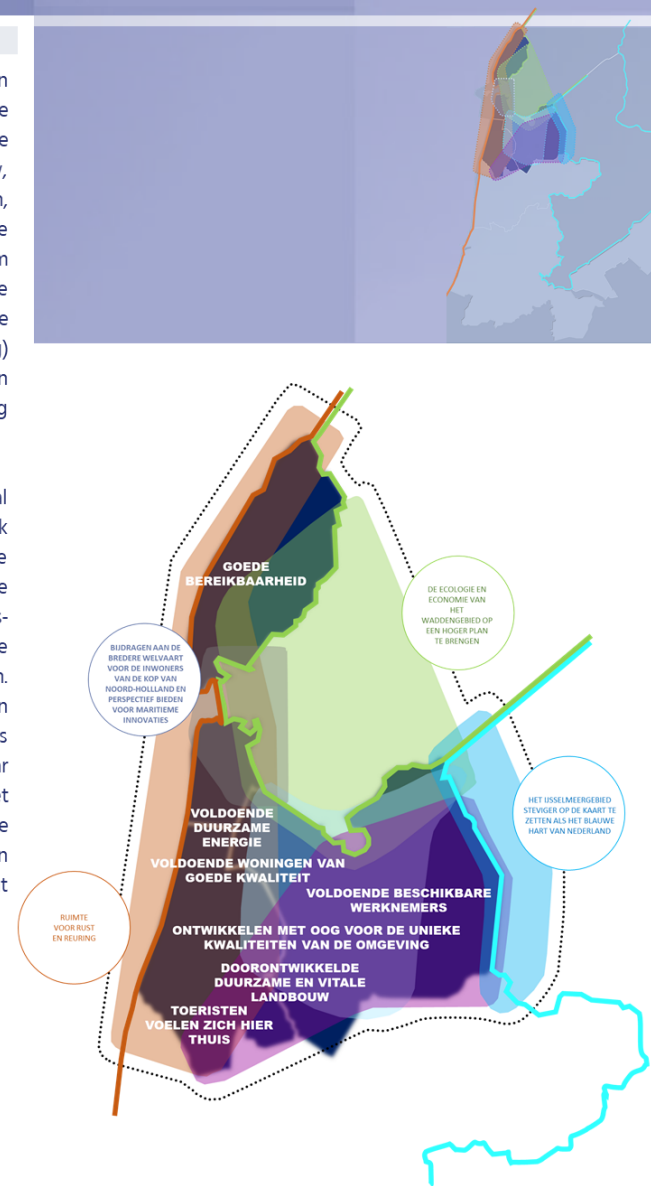 n
e
e
,
n,
e
n
e
e
)
n
g
al
k
e
e
s-
e
n.
n
s
ar
et
e
n
t
GOEDE
BEREIKBAARHEID
DE ECOLOGIE EN
ECONOMIE VAN
HET
WADDENGEBIED OP
EEN HOGER PLAN
TE BRENGEN
BIJDRAGEN AAN DE
BREDERE WELVAART
VOOR DE INWONERS
VAN DE KOP VAN
NOORD-HOLLLAND EN
PERSPECTIEF BIEDEN
VOOR MARITIEME
INNOVATIES
HET IJSSELMEERGEBIED
STEVIGER OP DE KAART TE
ZETTEN ALS HET BLAUWE
HART VAN NEDERLAND
VOLDOENDE
DUURZAME
ENERGIE
VOLDOENDE WONINGEN VAN
GOEDE KWALITEIT
VOLDOENDE BESCHIKBARE
WERKNEMERS
RUIMTE
VOOR RUST
EN REURING
ONTWIKKELEN MET OOG VOOR DE UNIEKE
KWALITEITEN VAN DE OMGEVING
DOORONTWIKKELDE
DUURZAME EN VITALE
LANDBOUW
TOERISTEN
VOELEN ZICH HIER
THUIS